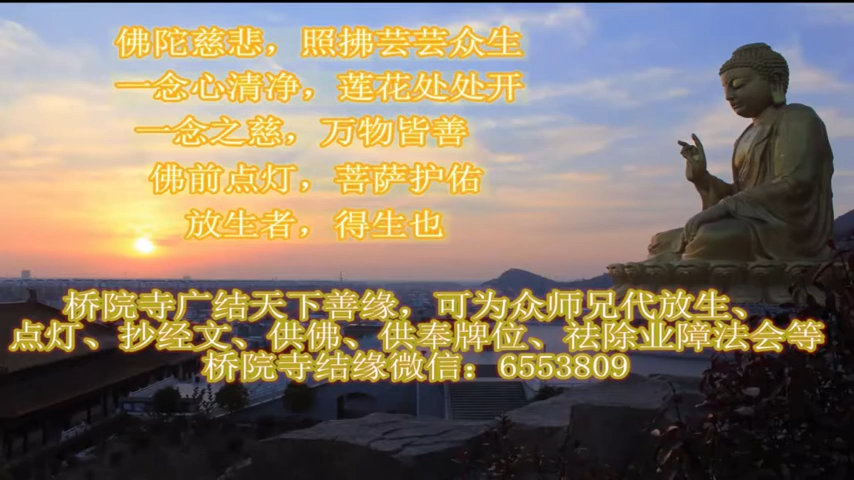 佛陀慈悲，照拂芸芸众生
一念心清净，莲花处处开
一念之慈，万物皆善
佛前点灯，菩萨护佑
放生者，得生也
桥院寺广结天下善缘，可为众师兄代放生、
点灯、抄经文、供佛、供奉牌位、祛除业障法会等
桥院寺结缘微信：6553809